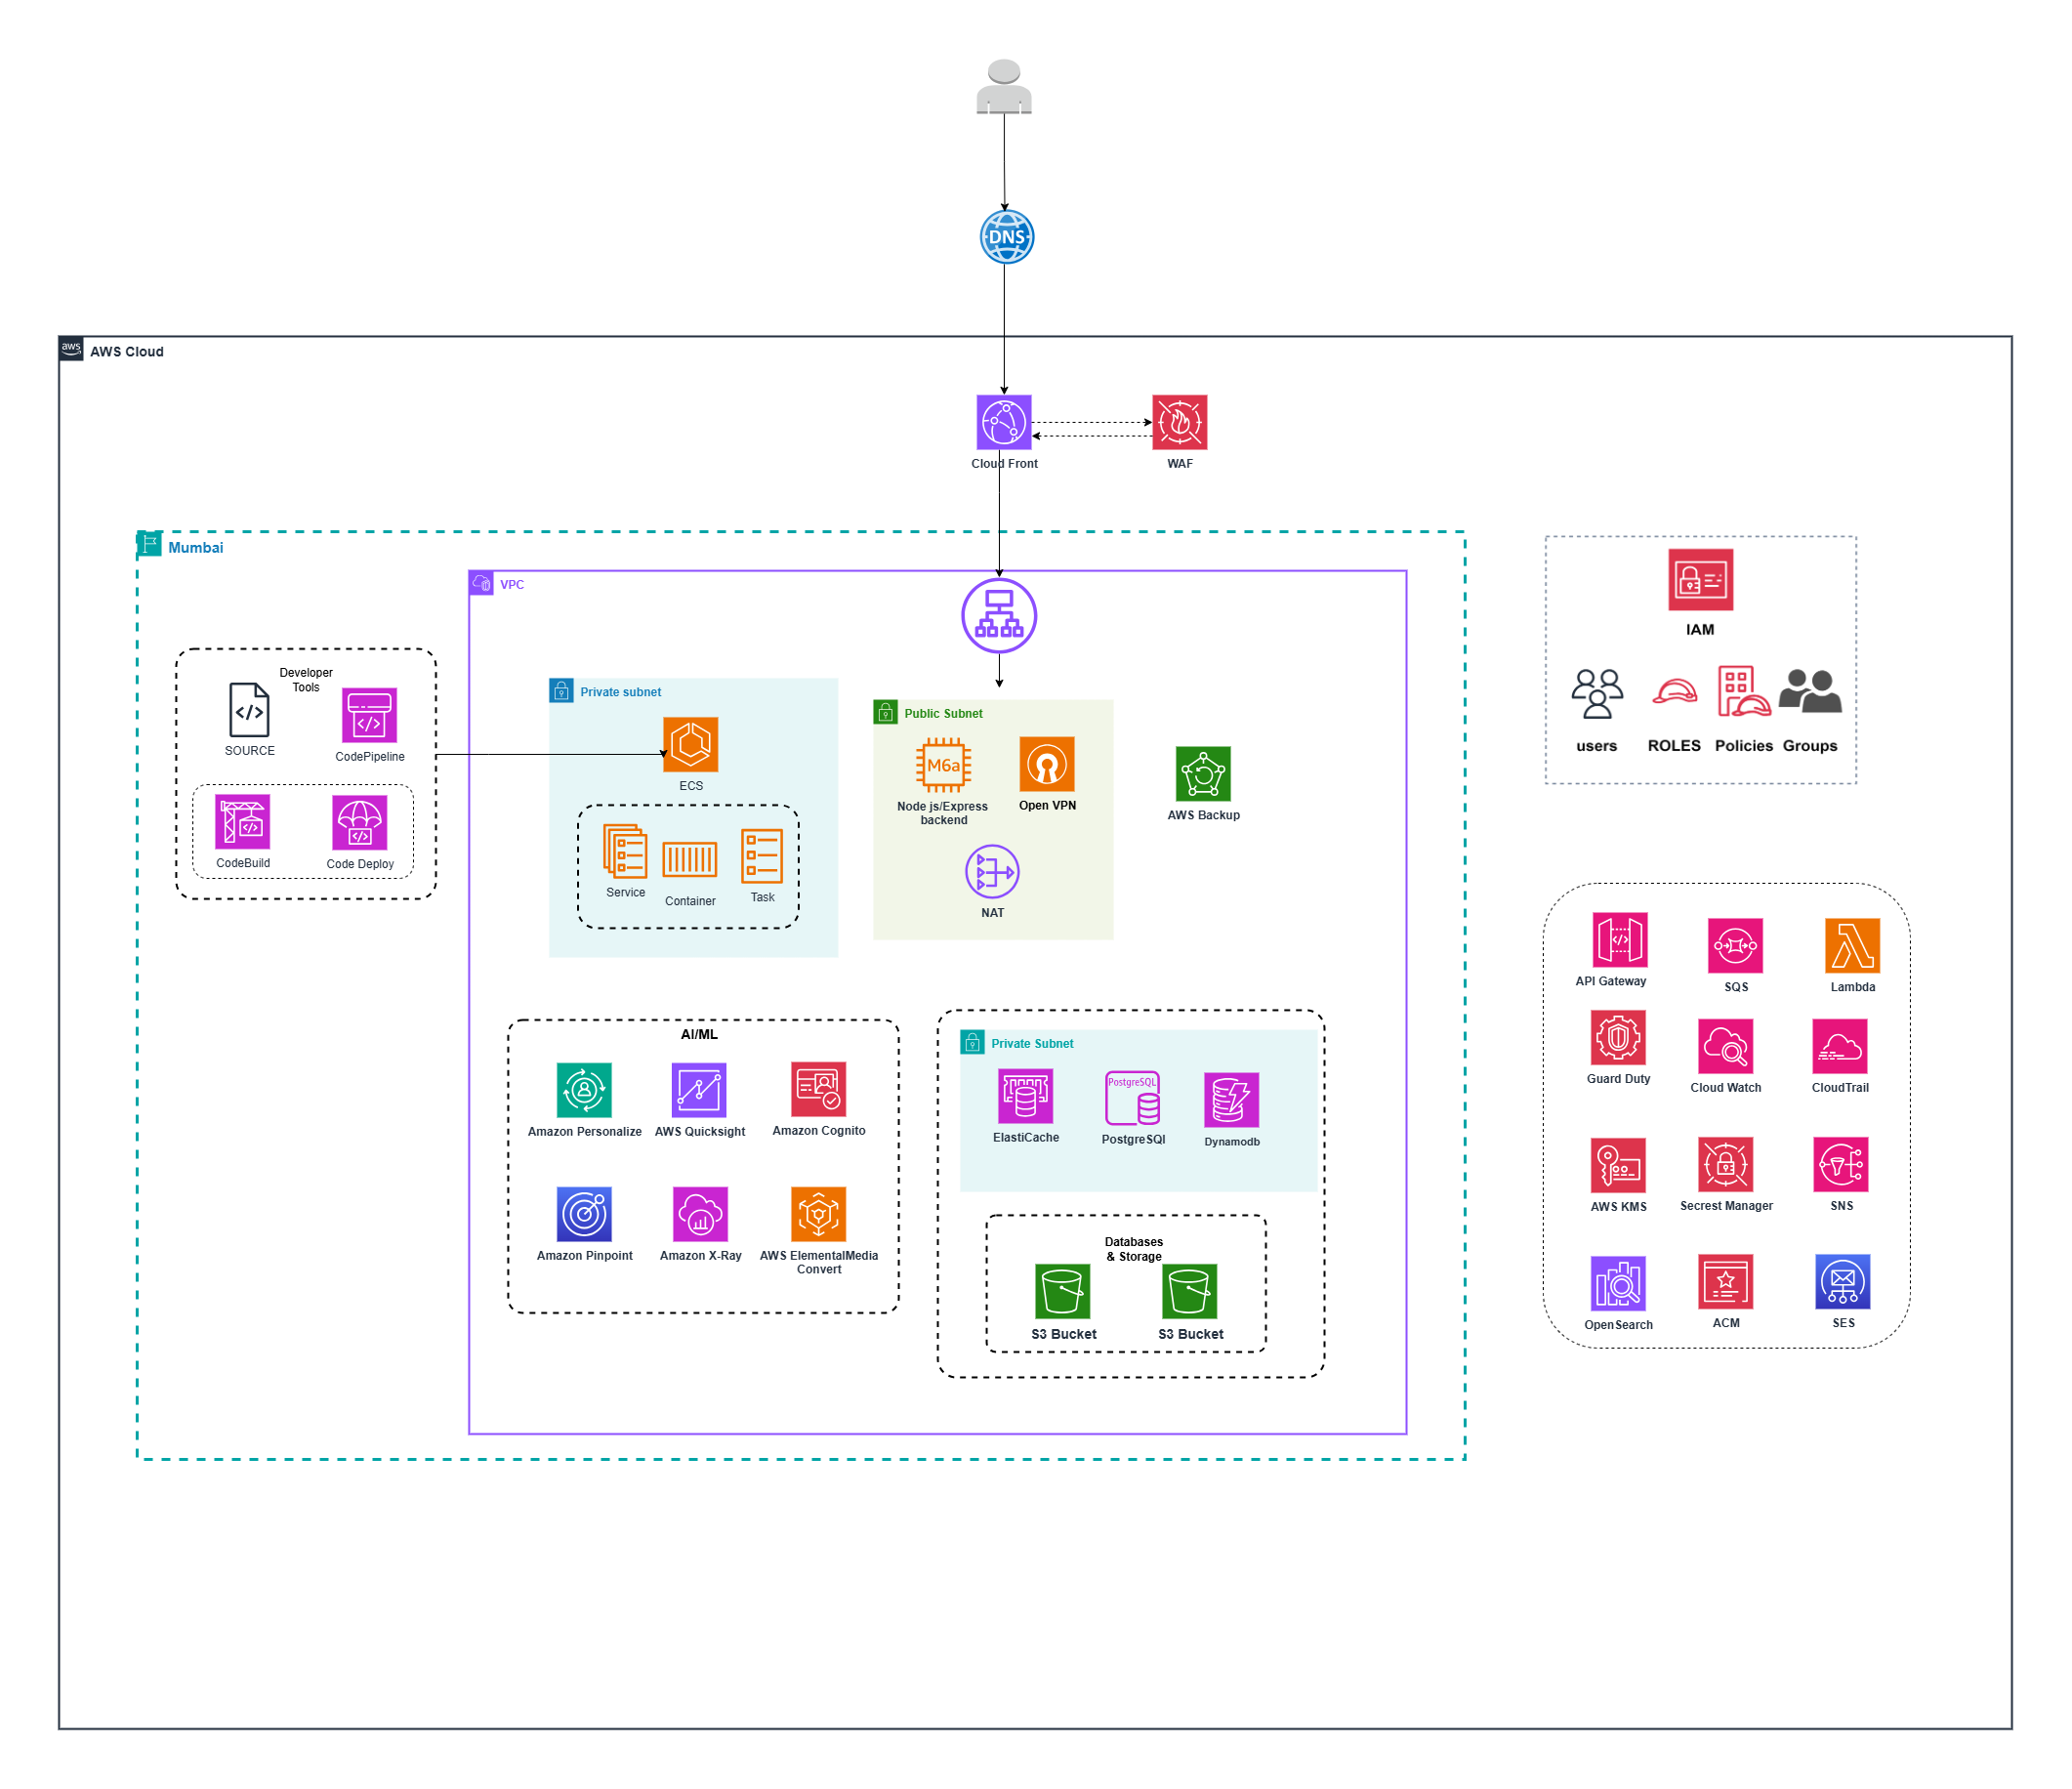 DNS
aws
AWS Cloud
Cloud Front
WAF
Mumbai
VPC
IAM
users
ROLES
Policies
Groups
Developer
Tools
SOURCE
CodePipeline
CodeBuild
Code Deploy
Private subnet
ECS
Service
Container
Task
Public Subnet
M6a
Node js/Express
backend
Open VPN
NAT
AWS Backup
API Gateway
SQS
Lambda
Guard Duty
Cloud Watch
CloudTrail
AWS KMS
Secrest Manager
SNS
OpenSearch
ACM
SES
AI/ML
Amazon Personalize
AWS Quicksight
Amazon Cognito
Amazon Pinpoint
Amazon X-Ray
AWS ElementalMedia
Convert
Private Subnet
ElastiCache
PostgreSQL
PostgreSQl
Dynamodb
Databases
& Storage
S3 Bucket
S3 Bucket